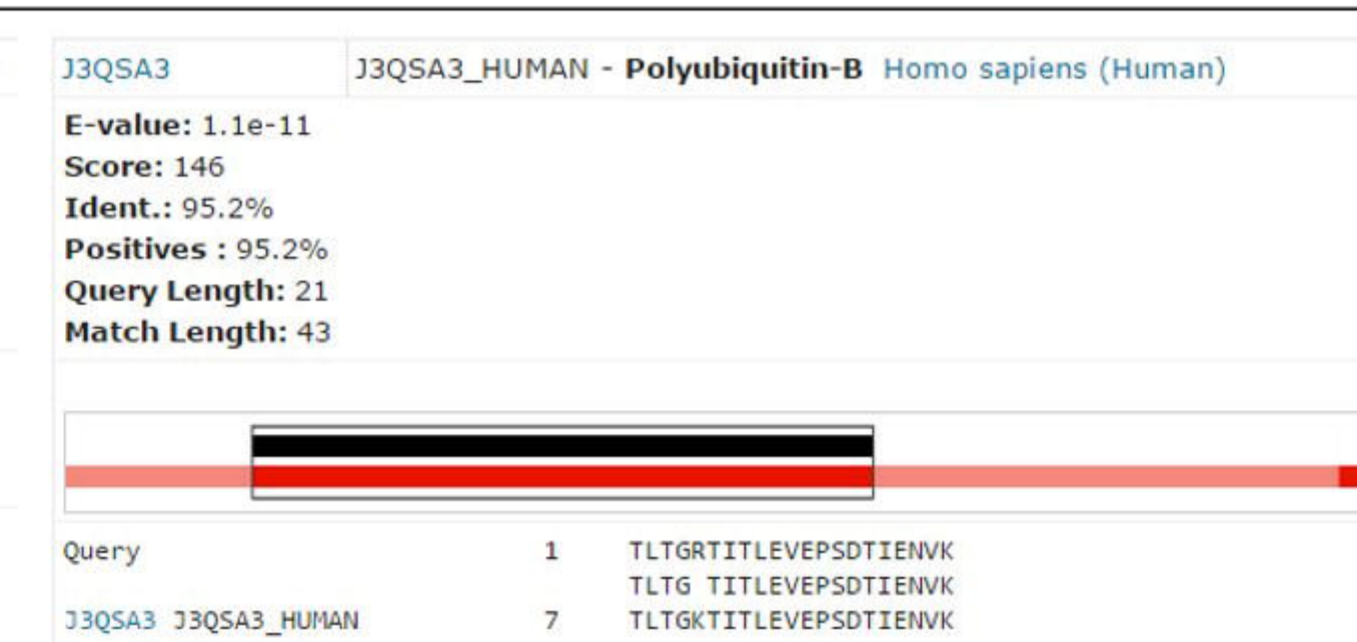 J3QSA3 J3QSA3_HUMAN - Polyubiquitin-B Homo sapiens (Human)
E-value: 1.1e-11
Score: 146
Ident.: 95.2%
Positives : 95.2%
Query Length: 21
Match Length: 43
Query 1 TLTGRTITLEVEPSDTIENVK
TLTG TITLEVEPSDTIENVK
J3QSA3 J3QSA3_HUMAN 7 TLTGKTITLEVEPSDTIENVK